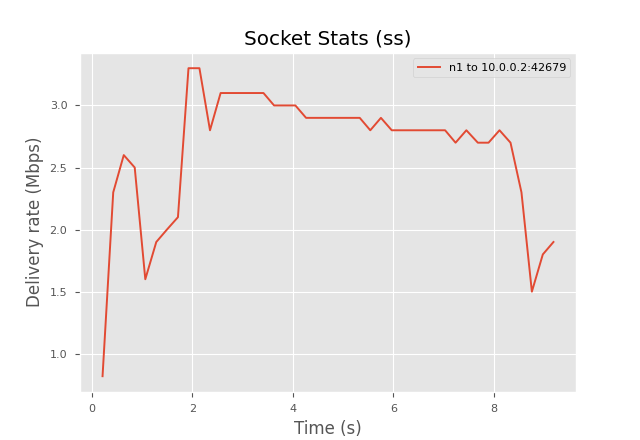 Socket Stats (ss)
n1 to 10.0.0.2:42679
Delivery rate (Mbps)
3.0
2.5
2.0
1.5
1.0
0 2 4 6 8
Time (s)